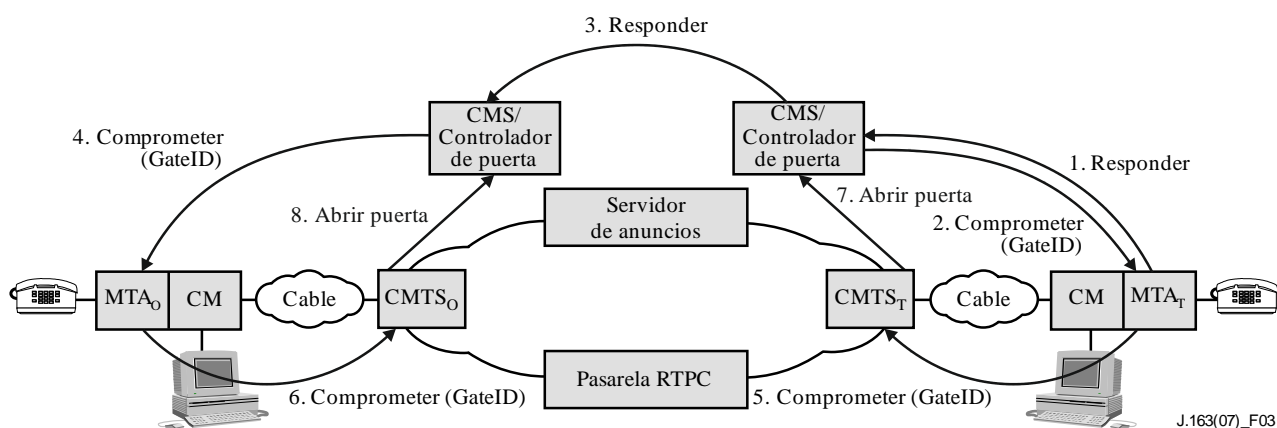 3. Responder
CMS/
Controlador
de puerta
CMS/
Controlador
de puerta
4. Comprometer
(GateID)
1. Responder
7. Abrir puerta
8. Abrir puerta
Servidor
de anuncios
2. Comprometer
(GateID)
MTAO
CM
Cable
CMTSO
CMTST
Cable
CM
MTAT
Pasarela RTPC
6. Comprometer (GateID)
5. Comprometer (GateID)
J.163(07)_F03